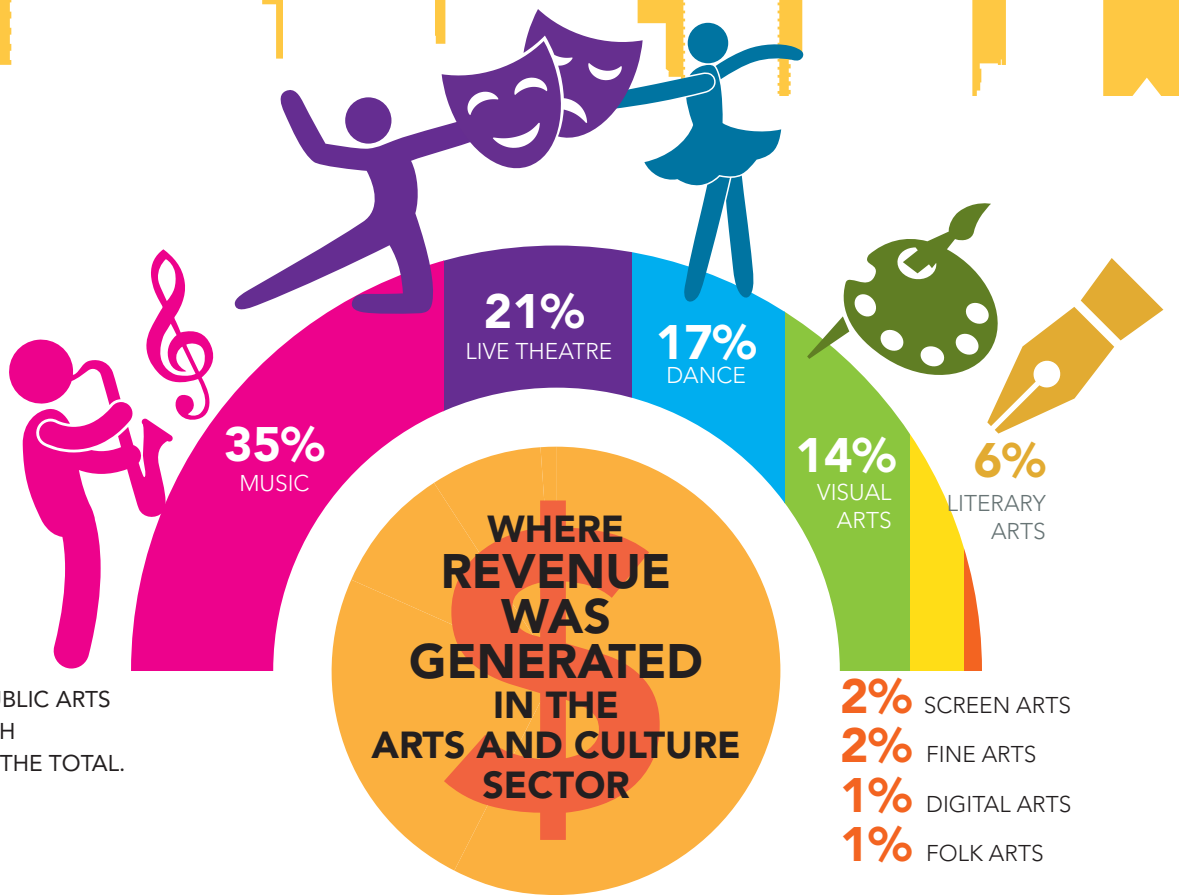 21%
LIVE THEATRE
17%
DANCE
35%
MUSIC
14%
VISUAL
ARTS
6%
LITERARY
ARTS
WHERE
REVENUE
WAS
GENERATED
IN THE
ARTS AND CULTURE
SECTOR
ARTS
THE TOTAL.
2% SCREEN ARTS
2% FINE ARTS
1% DIGITAL ARTS
1% FOLK ARTS